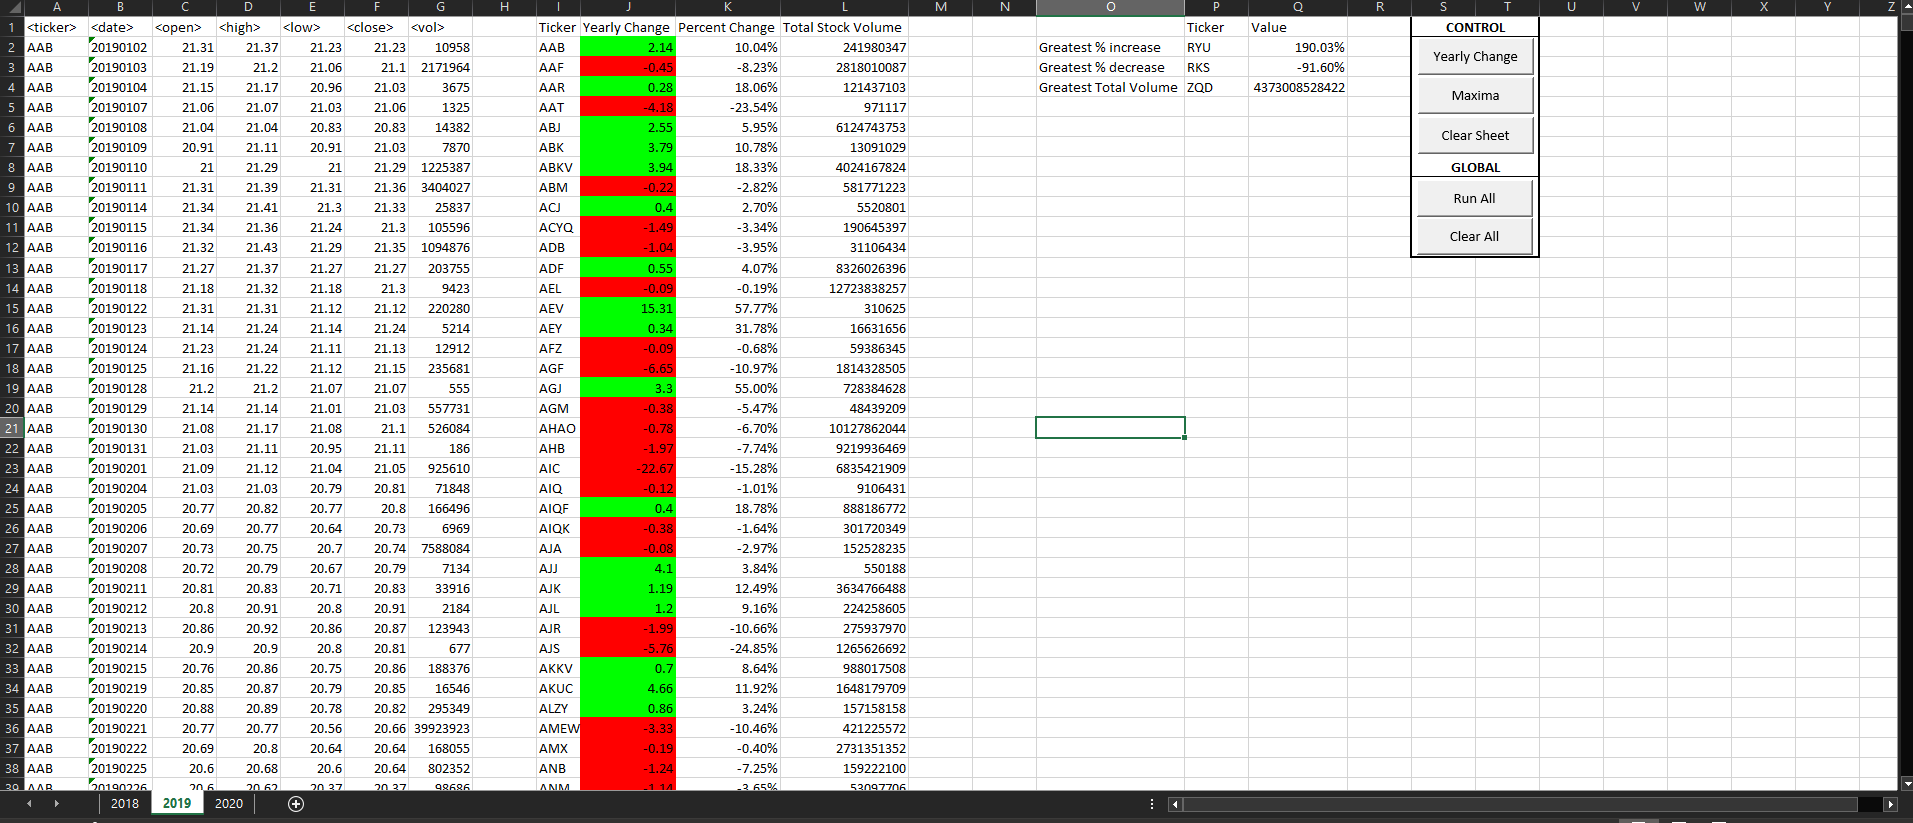 A B C D E F G H I J K L M N O P Q R S T U V W X Y Z
1 <ticker> <date> <open> <high> <low> <close> <vol> Ticker Yearly Change Percent Change Total Stock Volume Ticker Value CONTROL
2 AAB 20190102 21.31 21.37 21.23 21.23 10958 AAB 2.14 10.04% 241980347 Greatest % increase RYU 190.03% Yearly Change
3 AAB 20190103 21.19 21.2 21.06 21.1 2171964 AAF -0.45 -8.23% 2818010087 Greatest % decrease RKS -91.60%
4 AAB 20190104 21.15 21.17 20.96 21.03 3675 AAR 0.28 18.06% 121437103 Greatest Total Volume ZQD 4373008528422 Maxima
5 AAB 20190107 21.06 21.07 21.03 21.06 1325 AAT -4.18 -23.54% 971117
6 AAB 20190108 21.04 21.04 20.83 20.83 14382 ABJ 2.55 5.95% 6124743753 Clear Sheet
7 AAB 20190109 20.91 21.11 20.91 21.03 7870 ABK 3.79 10.78% 13091029
8 AAB 20190110 21 21.29 21 21.29 1225387 ABKV 3.94 18.33% 4024167824 GLOBAL
9 AAB 20190111 21.31 21.39 21.31 21.36 3404027 ABM -0.22 -2.82% 581771223 Run All
10 AAB 20190114 21.34 21.41 21.3 21.33 25837 ACJ 0.4 2.70% 5520801
11 AAB 20190115 21.34 21.36 21.24 21.3 105596 ACYQ -1.49 -3.34% 190645397 Clear All
12 AAB 20190116 21.32 21.43 21.29 21.35 1094876 ADB -1.04 -3.95% 31106434
13 AAB 20190117 21.27 21.37 21.27 21.27 203755 ADF 0.55 4.07% 8326026396
14 AAB 20190118 21.18 21.32 21.18 21.3 9423 AEL -0.09 -0.19% 12723838257
15 AAB 20190122 21.31 21.31 21.12 21.12 220280 AEV 15.31 57.77% 310625
16 AAB 20190123 21.14 21.24 21.14 21.24 5214 AEY 0.34 31.78% 16631656
17 AAB 20190124 21.23 21.24 21.11 21.13 12912 AFZ -0.09 -0.68% 59386345
18 AAB 20190125 21.16 21.22 21.12 21.15 235681 AGF -6.65 -10.97% 1814328505
19 AAB 20190128 21.2 21.2 21.07 21.07 555 AGJ 3.3 55.00% 728384628
20 AAB 20190129 21.14 21.14 21.01 21.03 557731 AGM -0.38 -5.47% 48439209
21 AAB 20190130 21.08 21.17 21.08 21.1 526084 AHAO -0.78 -6.70% 10127862044
22 AAB 20190131 21.03 21.11 20.95 21.11 186 AHB -1.97 -7.74% 9219936469
23 AAB 20190201 21.09 21.12 21.04 21.05 925610 AIC -22.67 -15.28% 6835421909
24 AAB 20190204 21.03 21.03 20.79 20.81 71848 AIQ -0.12 -1.01% 9106431
25 AAB 20190205 20.77 20.82 20.77 20.8 166496 AIQF 0.4 18.78% 888186772
26 AAB 20190206 20.69 20.77 20.64 20.73 6969 AIQK -0.38 -1.64% 301720349
27 AAB 20190207 20.73 20.75 20.7 20.74 7588084 AJA -0.08 -2.97% 152528235
28 AAB 20190208 20.72 20.79 20.67 20.79 7134 AJJ 4.1 3.84% 550188
29 AAB 20190211 20.81 20.83 20.71 20.83 33916 AJK 1.19 12.49% 3634766488
30 AAB 20190212 20.8 20.91 20.8 20.91 2184 AJL 1.2 9.16% 224258605
31 AAB 20190213 20.86 20.92 20.86 20.87 123943 AJR -1.99 -10.66% 275937970
32 AAB 20190214 20.9 20.9 20.8 20.81 677 AJS -5.76 -24.85% 1265626692
33 AAB 20190215 20.76 20.86 20.75 20.86 188376 AKKV 0.7 8.64% 988017508
34 AAB 20190219 20.85 20.87 20.79 20.85 16546 AKUC 4.66 11.92% 1648179709
35 AAB 20190220 20.88 20.89 20.78 20.82 295349 ALZY 0.86 3.24% 157158158
36 AAB 20190221 20.77 20.77 20.56 20.66 39923923 AMEW -3.33 -10.46% 421225572
37 AAB 20190222 20.69 20.8 20.64 20.64 168055 AMX -0.19 -0.40% 2731351352
38 AAB 20190225 20.6 20.68 20.6 20.64 802352 ANB -1.24 -7.25% 159222100
39 AAB 20190226 20.6 20.62 20.37 20.37 98686 ANM -1.14 -3.65% 53097706
2018 2019 2020